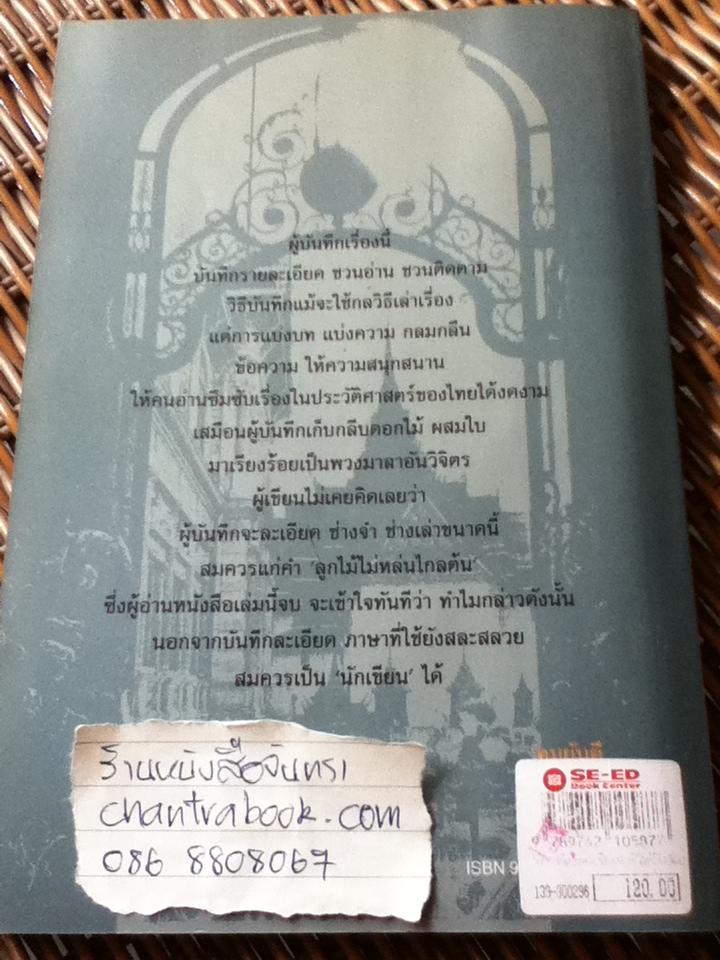 ผู้บันทึกเรื่องนี้
บันทึกรายละเอียด ชวนอ่าน ชวนติดตาม
วิธีบันทึกแม้จะใช้กลวิธีเล่าเรื่อง
แต่การแบ่งบท แบ่งความ กลมกลืน
ข้อความ ให้ความสนุกสนาน
ให้คนอ่านซึมซับเรื่องในประวัติศาสตร์ของไทยได้งดงาม
เสมือนผู้บันทึกเก็บกลีบดอกไม้ ผสมใบ
มาเรียงร้อยเป็นพวงมาลาอันวิจิตร
ผู้เขียนไม่เคยคิดเลยว่า
ผู้บันทึกจะละเอียด ช่างจำ ช่างเล่าขนาดนี้
สมควรแก่คำ 'ลูกไม้ไม่หล่นไกลต้น'
ซึ่งผู้อ่านหนังสือเล่มนี้จบ จะเข้าใจทันทีว่า ทำไมกล่าวดังนั้น
นอกจากบันทึกละเอียด ภาษาที่ใช้ยังสละสลวย
สมควรเป็น 'นักเขียน' ได้
ร้านหนังสือจันทรา
chantrabook.com
086 8808067
SE-ED
Book Center
ISBN 9
139-300296
120.00